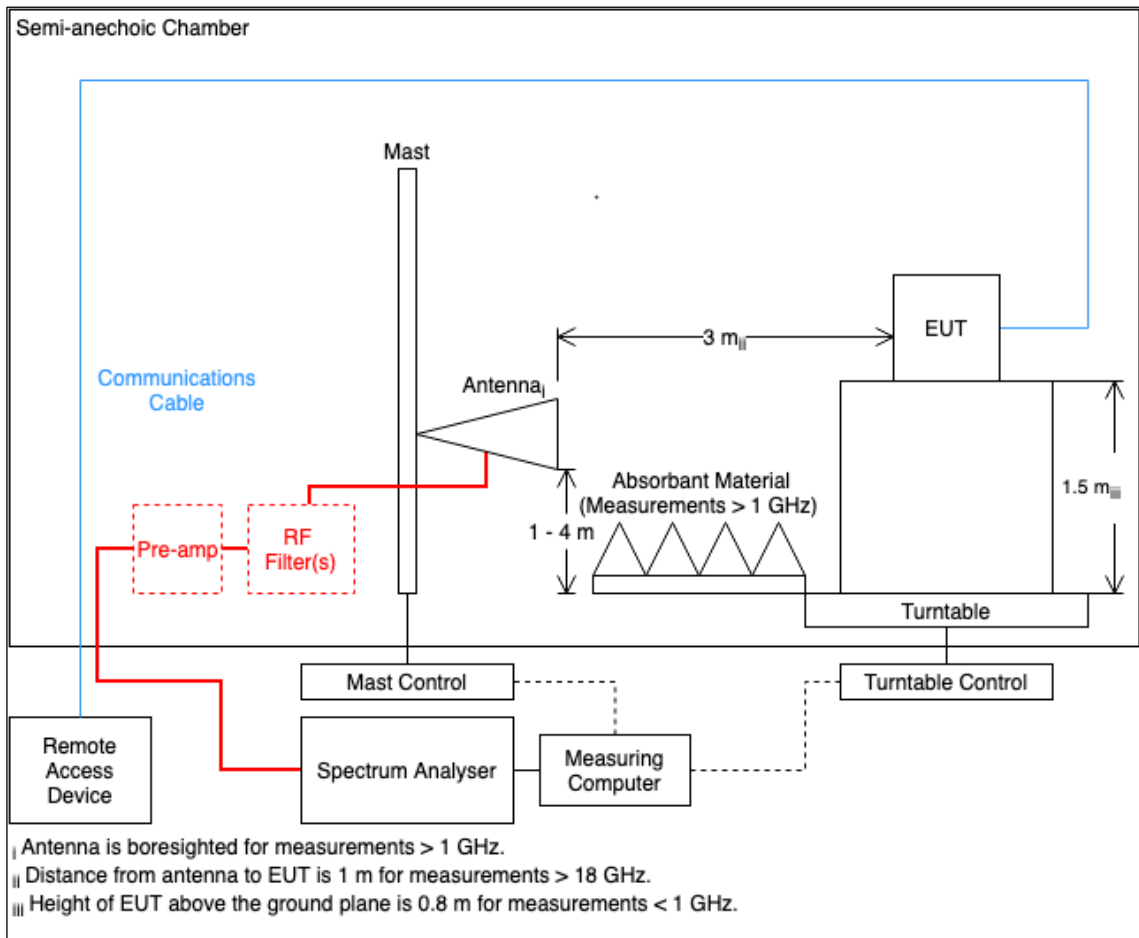 Semi-anechoic Chamber
Mast
EUT
3 m ii
Communications
Cable
Antenna i
Absorbant Material
(Measurements > 1 GHz)
1.5 m iii
1 - 4 m
Pre-amp
RF
Filter(s)
Turntable
Mast Control
Turntable Control
Remote
Access
Device
Spectrum Analyser
Measuring
Computer
i Antenna is boresighted for measurements > 1 GHz.
ii Distance from antenna to EUT is 1 m for measurements > 18 GHz.
iii Height of EUT above the ground plane is 0.8 m for measurements < 1 GHz.